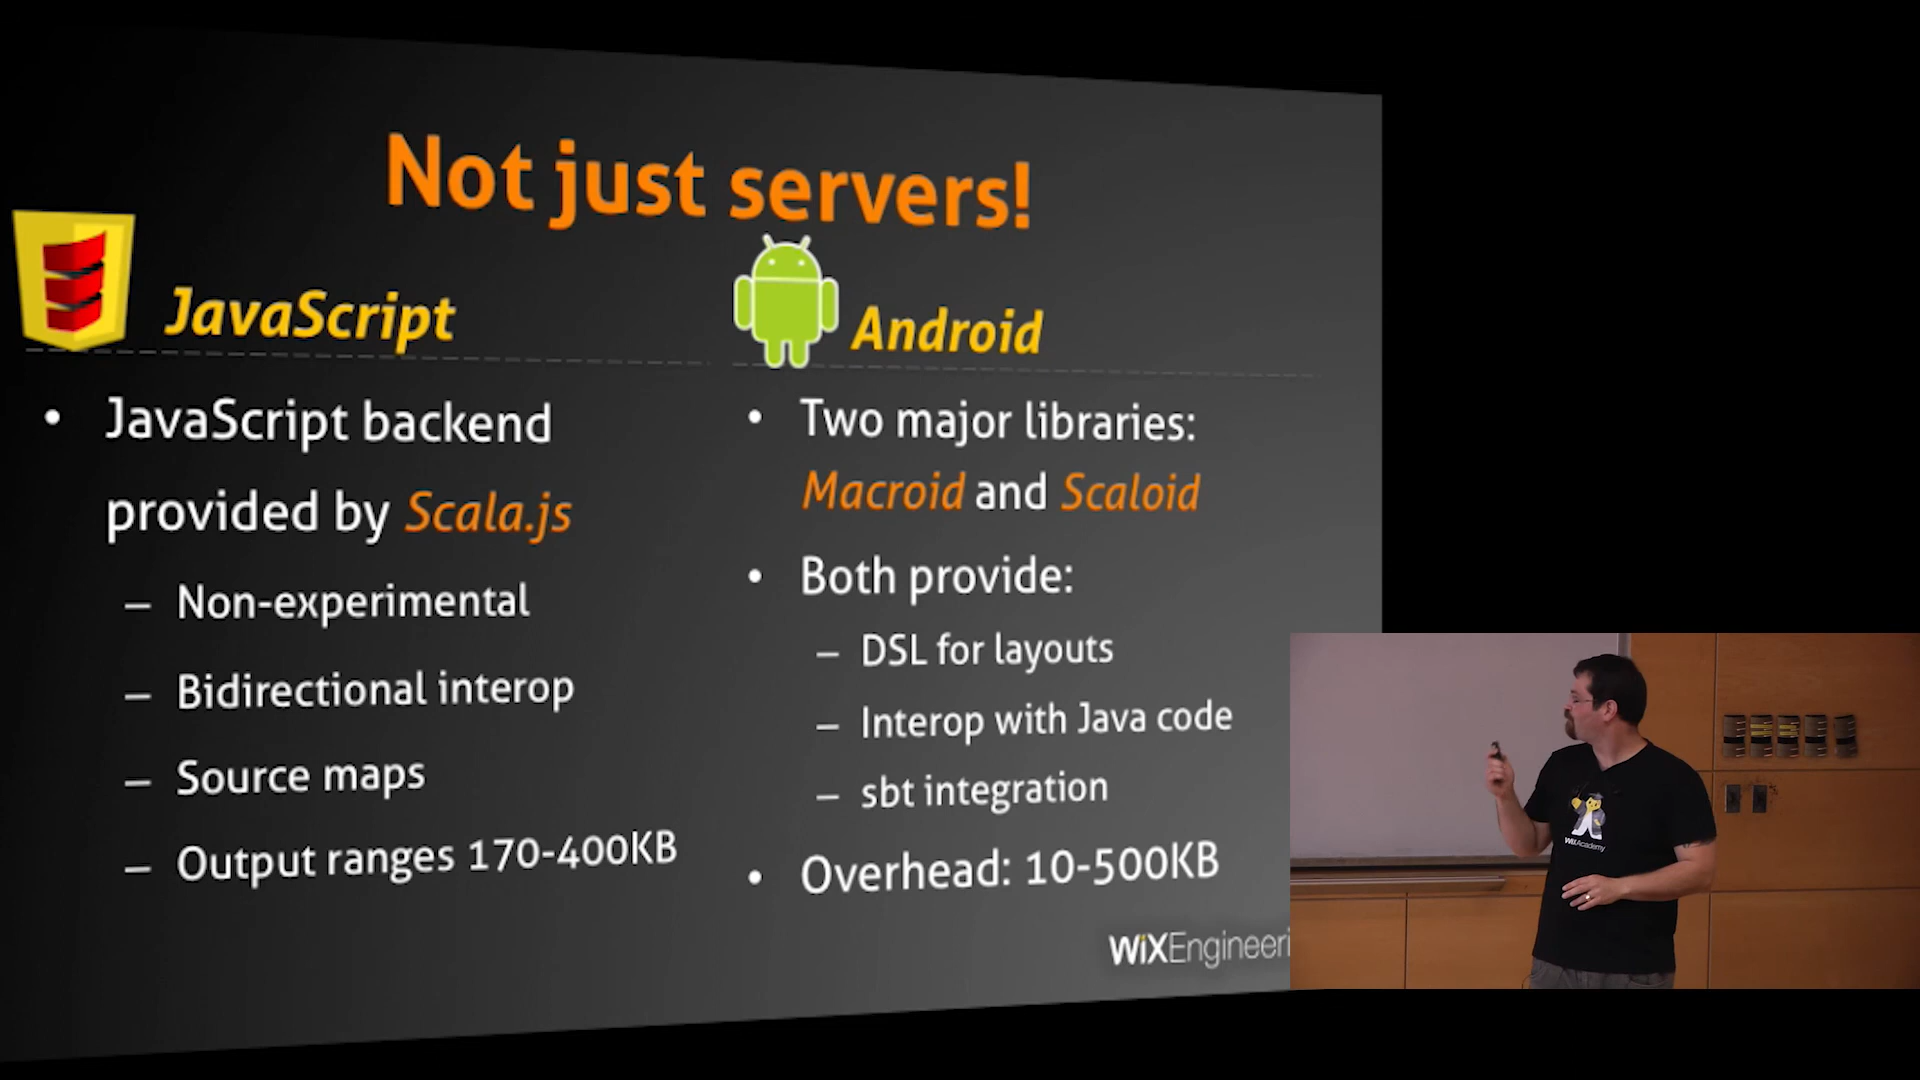 Not just servers!
JavaScript
• JavaScript backend
provided by Scala.js
– Non-experimental
– Bidirectional interop
– Source maps
– Output ranges 170-400KB
Android
• Two major libraries:
Macroid and Scaloid
• Both provide:
– DSL for layouts
– Interop with Java code
– sbt integration
• Overhead: 10-500KB
WiXEngineeri
WiXAcademy